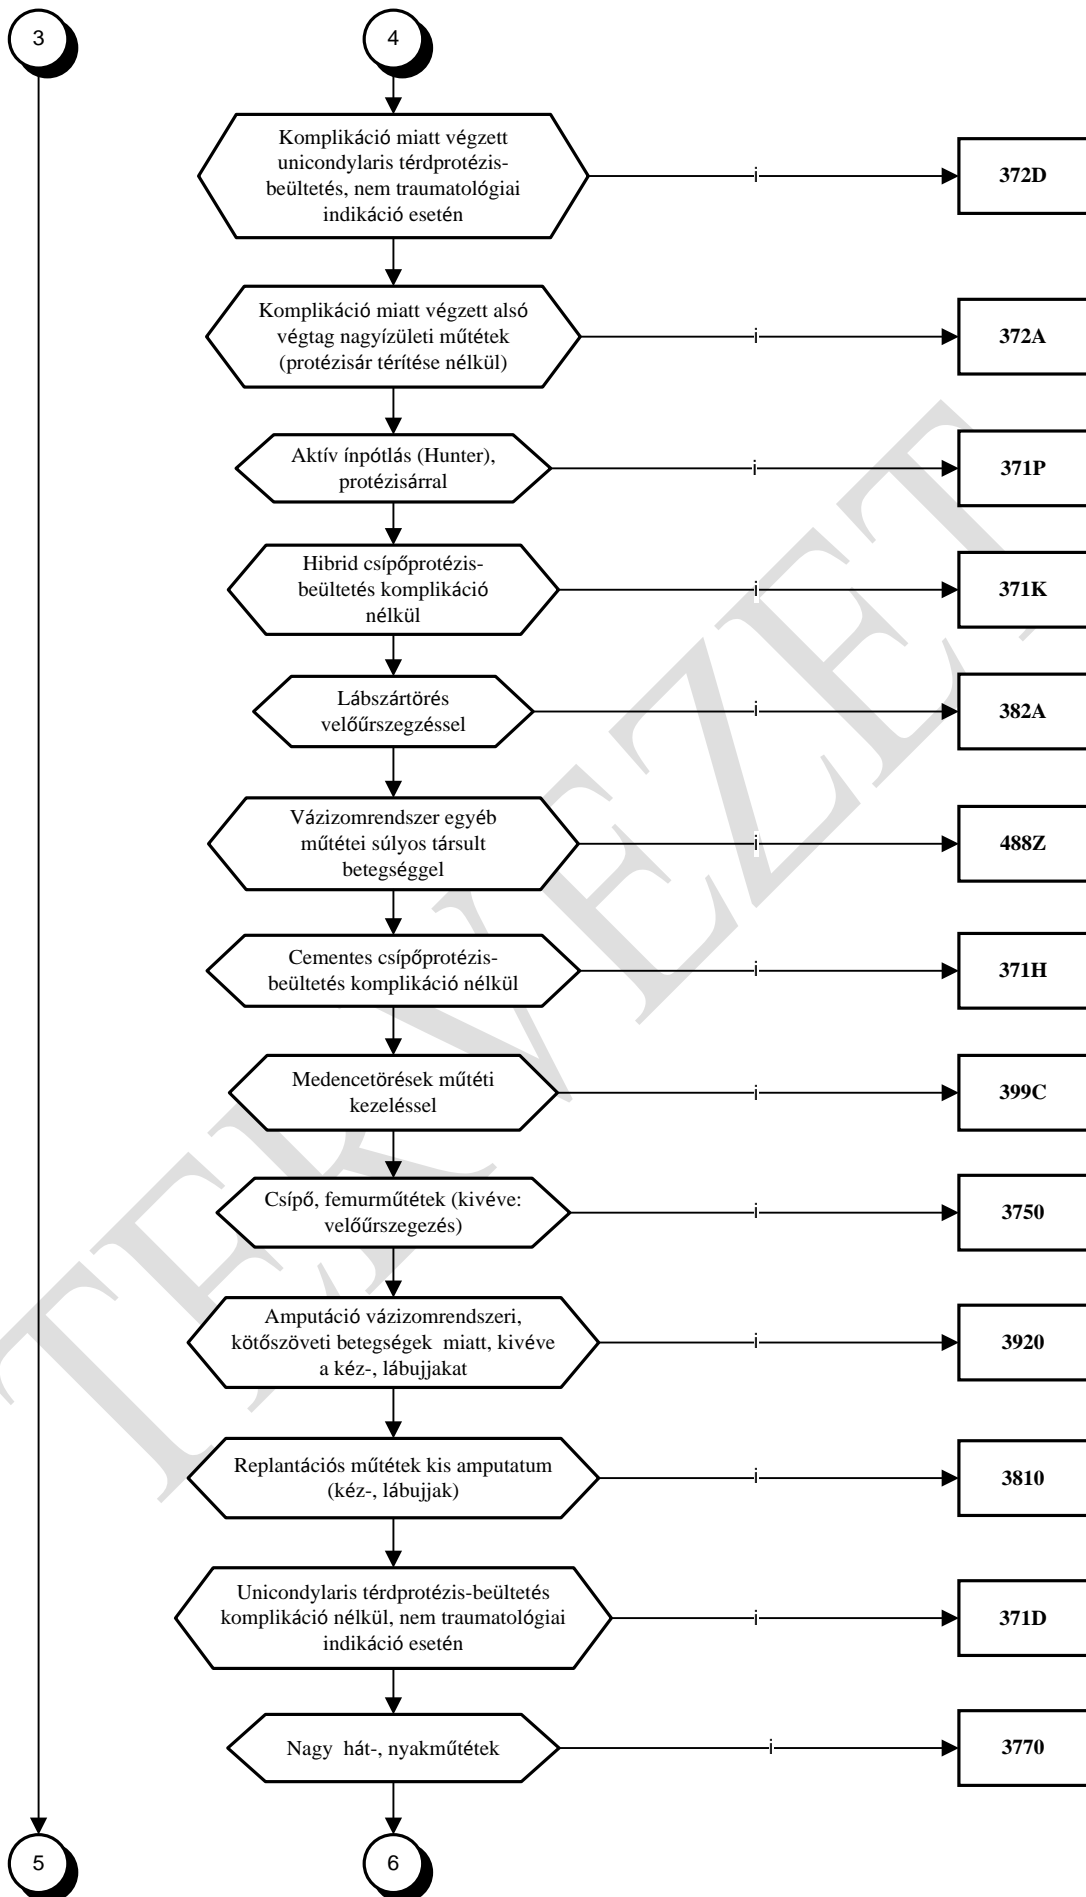 3
4
Komplikáció miatt végzett
unicondylaris térdprotézis-
beültetés, nem traumatológiai
indikáció esetén
i
372D
Komplikáció miatt végzett alsó
végtag nagyízületi műtétek
(protézisár térítése nélkül)
i
372A
Aktív ínpótlás (Hunter),
protézisárral
i
371P
Hibrid csípőprotézis-
beültetés komplikáció
nélkül
i
371K
Lábszártörés
velőűrszegzéssel
i
382A
Vázizomrendszer egyéb
műtétei súlyos társult
betegséggel
i
488Z
Cementes csípőprotézis-
beültetés komplikáció nélkül
i
371H
Medencetörések műtéti
kezeléssel
i
399C
Csípő, femurműtétek (kivéve:
velőűrszegezés)
i
3750
Amputáció vázizomrendszeri,
kötőszöveti betegségek miatt, kivéve
a kéz-, lábujjakat
i
3920
Replantációs műtétek kis amputatum
(kéz-, lábujjak)
i
3810
Unicondylaris térdprotézis-beültetés
komplikáció nélkül, nem traumatológiai
indikáció esetén
i
371D
Nagy hát-, nyakműtétek
i
3770
5
6
TERVEZET